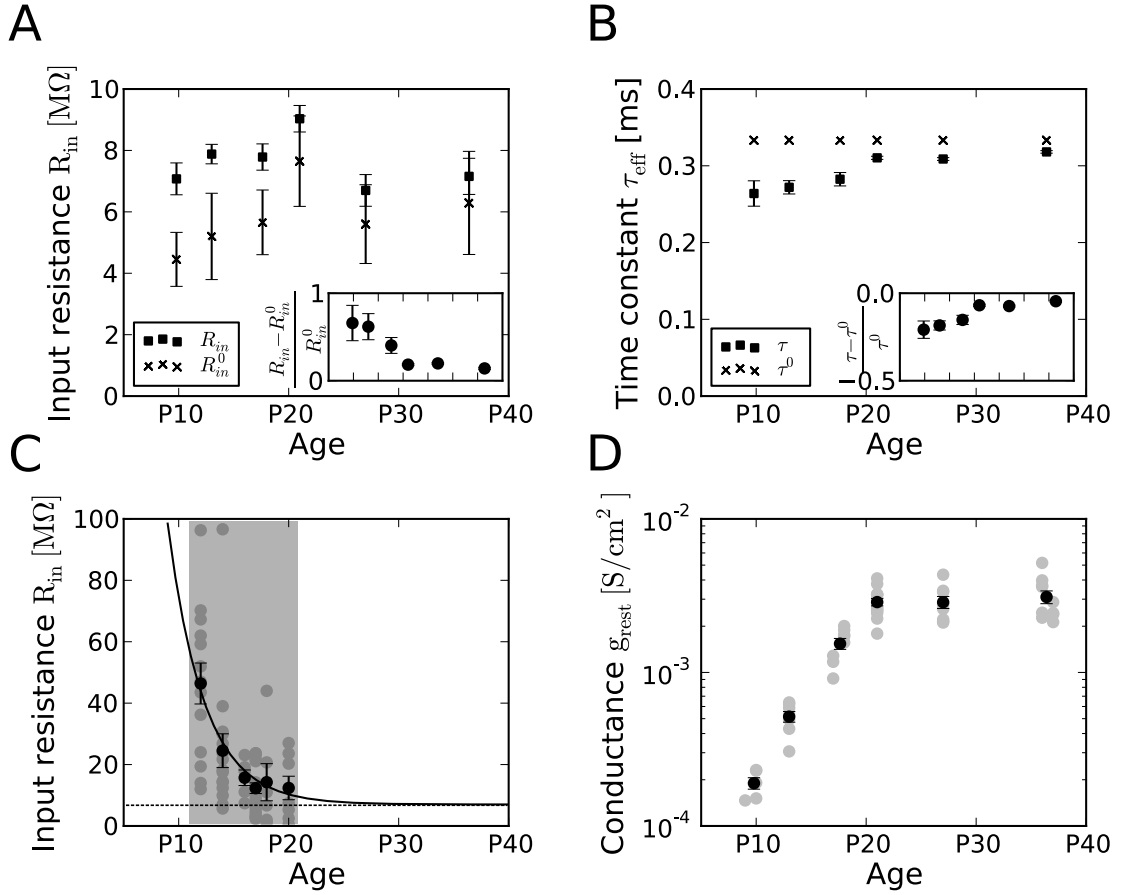 A
Input resistance R_in [MΩ]
10
8
6
4
2
0
R_in
R_in^0
R_in−R_in^0
R_in^0
1
0
P10
P20
P30
P40
Age
B
Time constant τ_eff [ms]
0.4
0.3
0.2
0.1
0.0
τ
τ^0
τ−τ^0
τ^0
0.0
−0.5
P10
P20
P30
P40
Age
C
Input resistance R_in [MΩ]
100
80
60
40
20
0
P10
P20
P30
P40
Age
D
Conductance g_rest [S/cm^2 ]
10^-2
10^-3
10^-4
P10
P20
P30
P40
Age